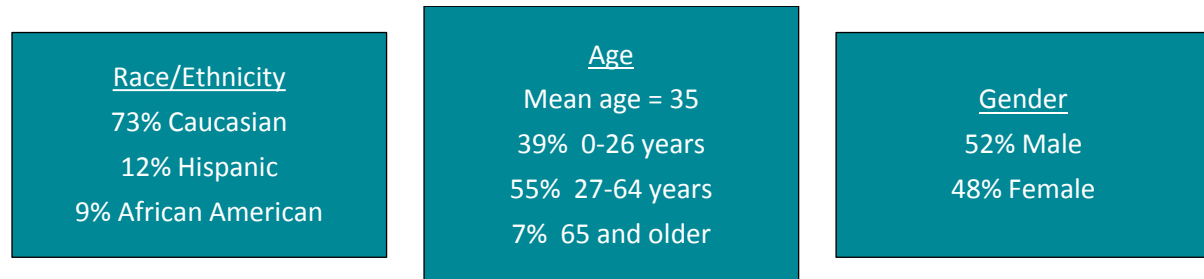 Race/Ethnicity
73% Caucasian
12% Hispanic
9% African American
Age
Mean age = 35
39%  0-26 years
55%  27-64 years
7%  65 and older
Gender
52% Male
48% Female